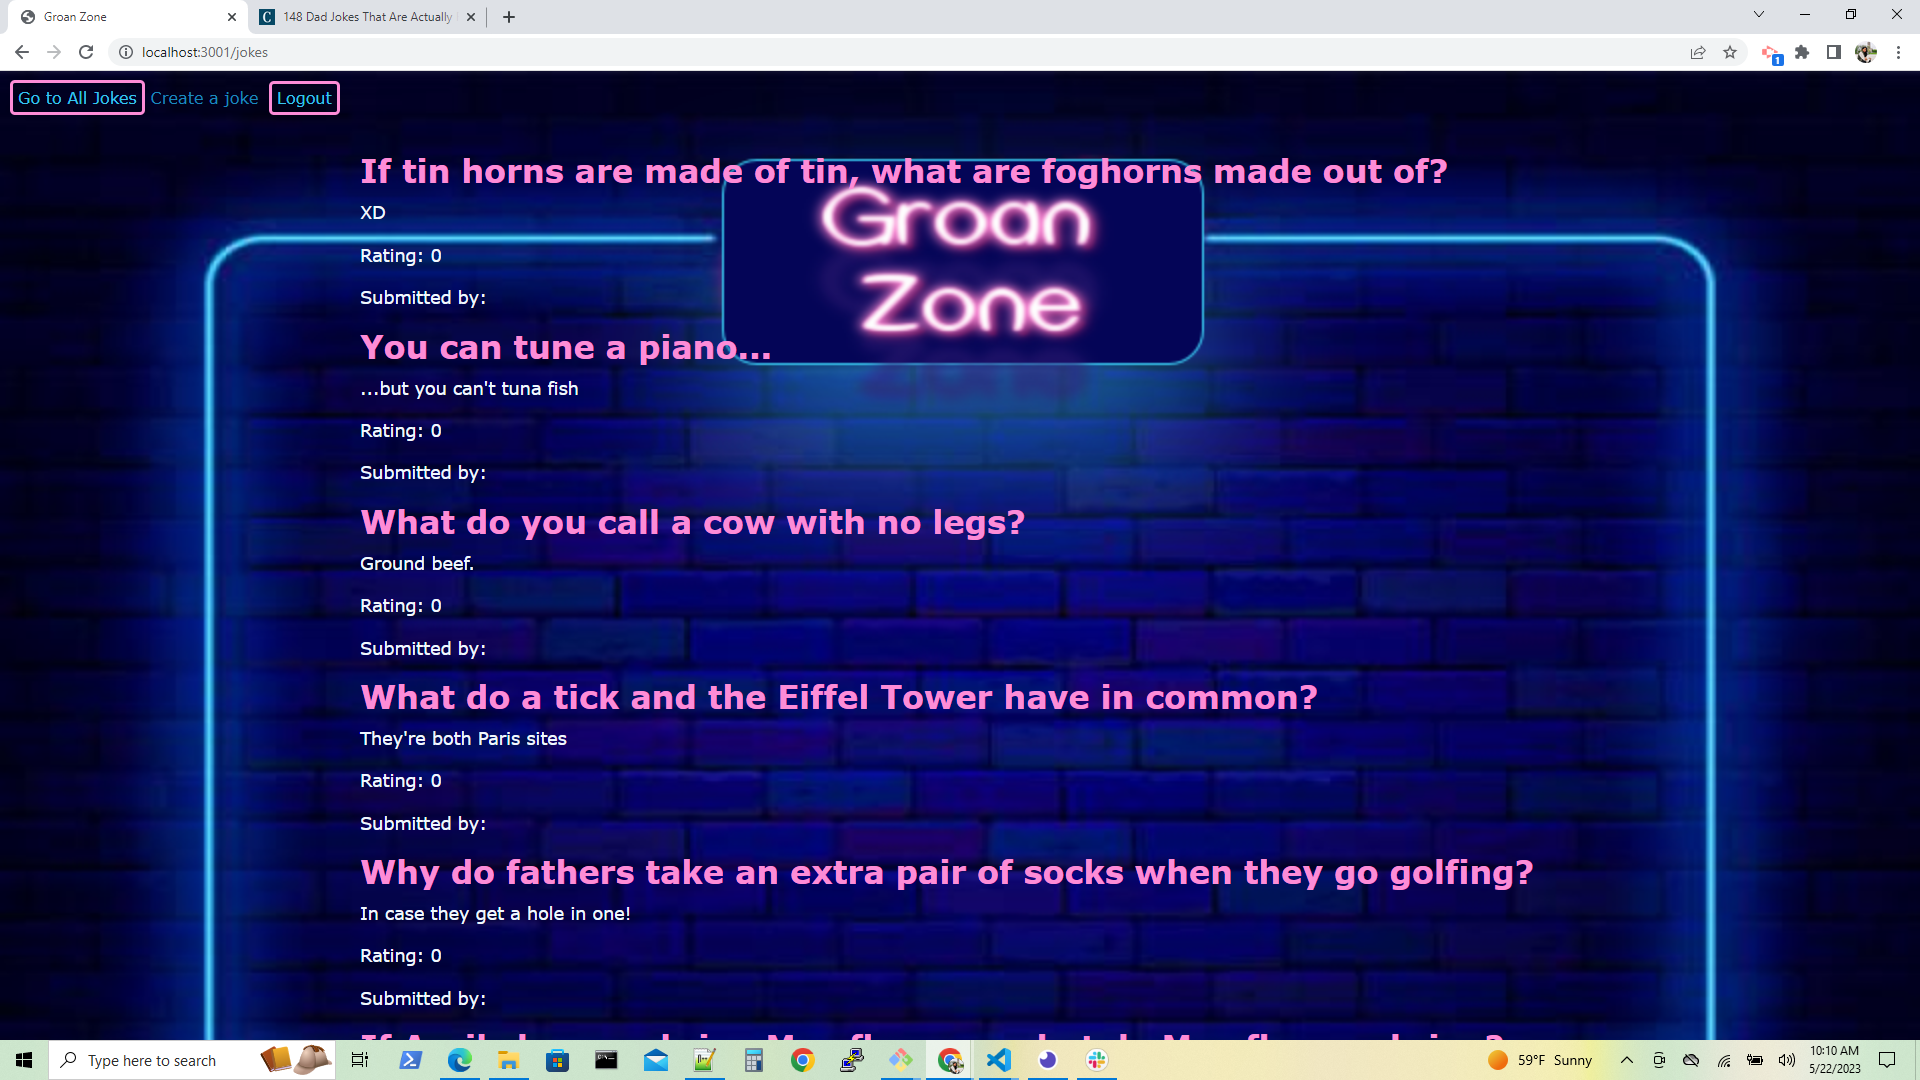 Groan Zone
148 Dad Jokes That Are Actually
localhost:3001/jokes
1
Go to All Jokes Create a joke Logout
If tin horns are made of tin, what are foghorns made out of?
XD
Groan
Zone
Rating: 0
Submitted by:
You can tune a piano...
...but you can't tuna fish
Rating: 0
Submitted by:
What do you call a cow with no legs?
Ground beef.
Rating: 0
Submitted by:
What do a tick and the Eiffel Tower have in common?
They're both Paris sites
Rating: 0
Submitted by:
Why do fathers take an extra pair of socks when they go golfing?
In case they get a hole in one!
Rating: 0
Submitted by:
Type here to search
59°F Sunny
10:10 AM
5/22/2023